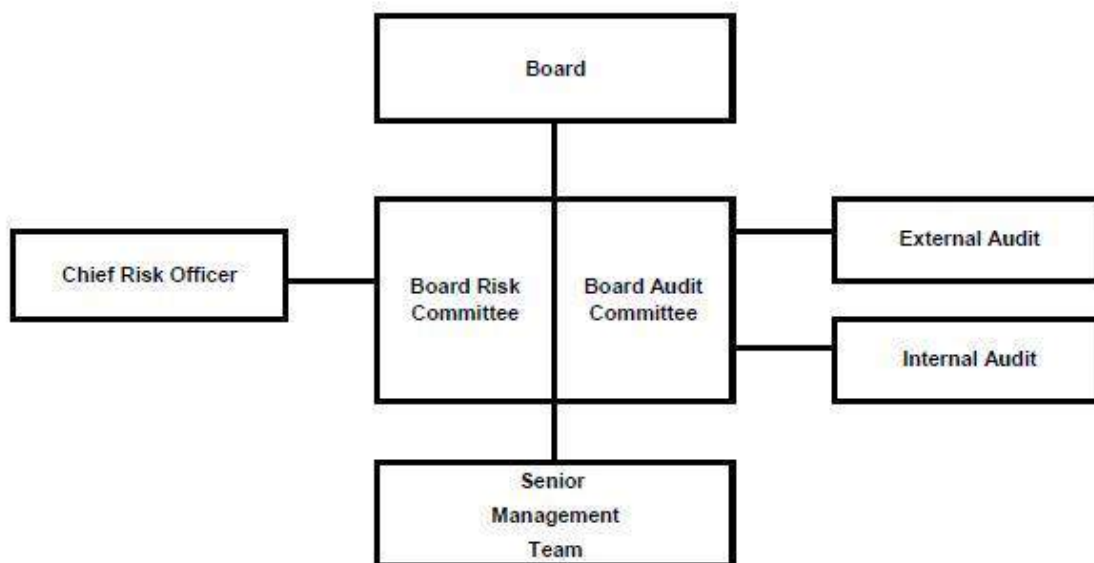 Board
Chief Risk Officer
Board Risk
Committee
Board Audit
Committee
External Audit
Internal Audit
Senior
Management
Team